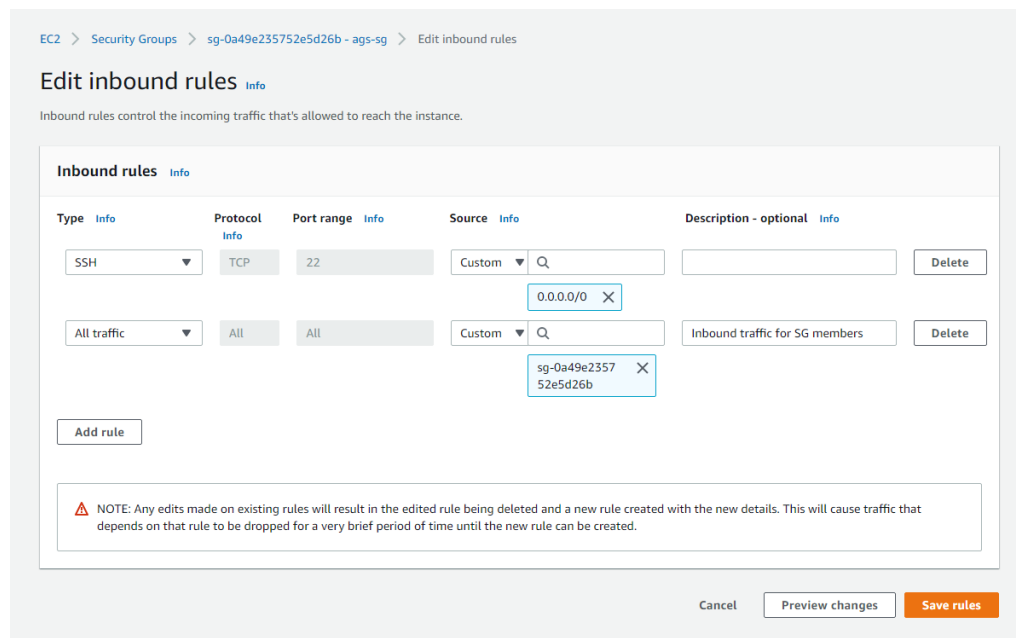 EC2 > Security Groups > sg-0a49e235752e5d26b - ags-sg > Edit inbound rules
Edit inbound rules Info
Inbound rules control the incoming traffic that's allowed to reach the instance.
Inbound rules Info
Type Info Protocol Info Port range Info Source Info Description - optional Info
SSH TCP 22 Custom Delete
0.0.0.0/0
All traffic All All Custom Inbound traffic for SG members Delete
sg-0a49e2357
52e5d26b
Add rule
NOTE: Any edits made on existing rules will result in the edited rule being deleted and a new rule created with the new details. This will cause traffic that
depends on that rule to be dropped for a very brief period of time until the new rule can be created.
Cancel Preview changes Save rules